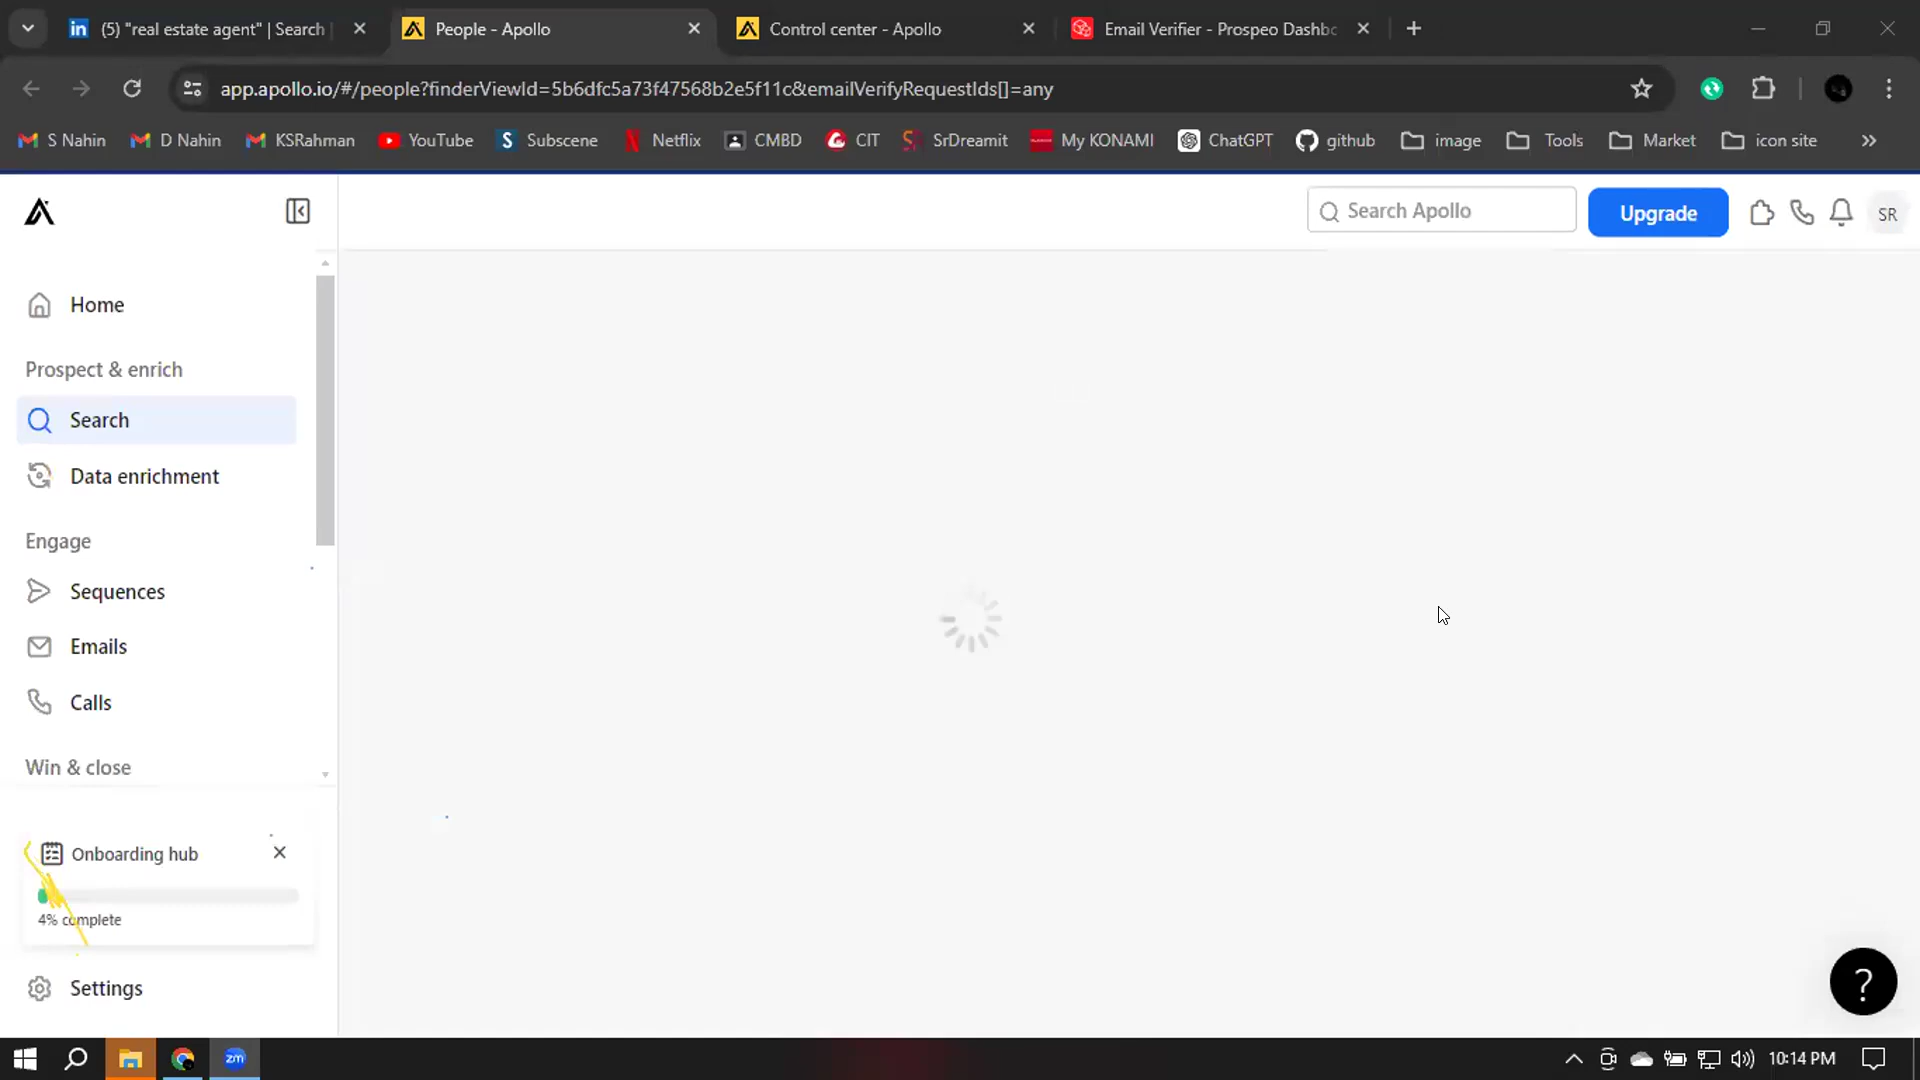 (5) "real estate agent" | Search
People - Apollo
Control center - Apollo
Email Verifier - Prospeo Dashbo
app.apollo.io/#/people?finderViewId=5b6dfc5a73f47568b2e5f11c&emailVerifyRequestIds[]=any
S Nahin
D Nahin
KSRahman
YouTube
Subscene
Netflix
CMBD
CIT
SrDreamit
My KONAMI
ChatGPT
github
image
Tools
Market
icon site
Search Apollo
Upgrade
SR
Home
Prospect & enrich
Search
Data enrichment
Engage
Sequences
Emails
Calls
Win & close
Onboarding hub
4% complete
Settings
?
zm
10:14 PM